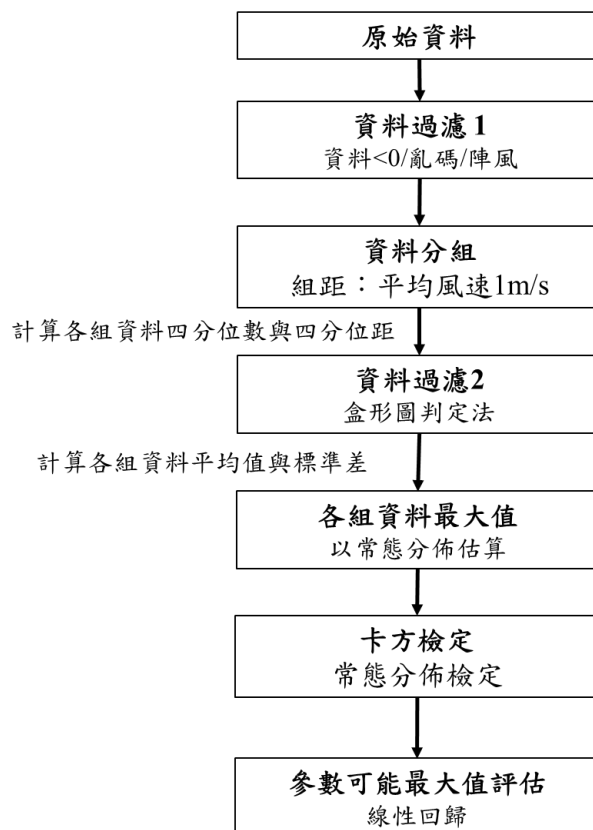 原始資料
資料過濾 1
資料<0/亂碼/陣風
資料分組
組距：平均風速1m/s
計算各組資料四分位數與四分位距
資料過濾2
盒形圖判定法
計算各組資料平均值與標準差
各組資料最大值
以常態分佈估算
卡方檢定
常態分佈檢定
參數可能最大值評估
線性回歸